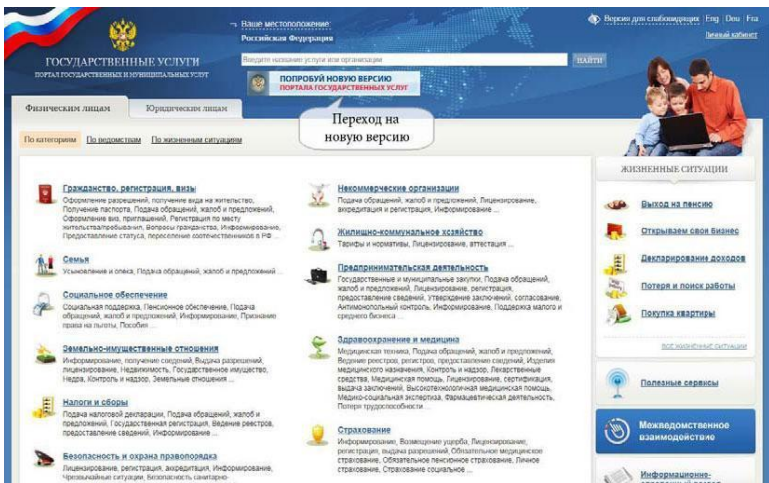 Ваше местоположение:
Российская Федерация
Версия для слабовидящих | Eng | Deu | Fra
Личный кабинет
ГОСУДАРСТВЕННЫЕ УСЛУГИ
ПОРТАЛ ГОСУДАРСТВЕННЫХ И МУНИЦИПАЛЬНЫХ УСЛУГ
Введите название услуги или организации
НАЙТИ
ПОПРОБУЙ НОВУЮ ВЕРСИЮ
ПОРТАЛА ГОСУДАРСТВЕННЫХ УСЛУГ
Физическим лицам
Юридическим лицам
Переход на
новую версию
По категориям
По ведомствам
По жизненным ситуациям
Гражданство, регистрация, визы
Оформление разрешений, получение вида на жительство,
Получение паспорта, Подача обращений, жалоб и предложений,
Оформление виз, приглашений, Регистрация по месту
жительства/пребывания, Вопросы гражданства, Информирование,
Предоставление статуса, переселение соотечественников в РФ ...
Семья
Усыновление и опека, Подача обращений, жалоб и предложений ...
Социальное обеспечение
Социальная поддержка, Пенсионное обеспечение, Подача
обращений, жалоб и предложений, Информирование, Признание
права на льготы, Пособия ...
Земельно-имущественные отношения
Информирование, получение сведений, Выдача разрешений,
лицензирование, Недвижимость, Государственное имущество,
Недра, Контроль и надзор, Земельные отношения ...
Налоги и сборы
Подача налоговой декларации, Подача обращений, жалоб и
предложений, Государственная регистрация, Ведение реестров,
предоставление сведений, Информирование ...
Безопасность и охрана правопорядка
Лицензирование, регистрация, аккредитация, Информирование,
Чрезвычайные ситуации, Безопасность санитарно-
Некоммерческие организации
Подача обращений, жалоб и предложений, Лицензирование,
аккредитация и регистрация, Информирование ...
Жилищно-коммунальное хозяйство
Тарифы и нормативы, Лицензирование, аттестация ...
Предпринимательская деятельность
Государственные и муниципальные закупки, Подача обращений,
жалоб и предложений, Лицензирование, регистрация,
предоставление сведений, Утверждение заключений, согласование,
Антимонопольный контроль, Информирование, Поддержка малого и
среднего бизнеса ...
Здравоохранение и медицина
Медицинская техника, Подача обращений, жалоб и предложений,
Ведение реестров, регистров, предоставление сведений, Изделия
медицинского назначения, Контроль и надзор, Лекарственные
средства, Медицинская помощь, Лицензирование, сертификация,
выдача заключений, Высокотехнологичная медицинская помощь,
Медико-социальная экспертиза, Фармацевтическая деятельность,
Потеря трудоспособности ...
Страхование
Информирование, Возмещение ущерба, Лицензирование,
регистрация, выдача разрешений, Обязательное медицинское
страхование, Обязательное пенсионное страхование, Личное
страхование, Страхование социальное ...
ЖИЗНЕННЫЕ СИТУАЦИИ
Выход на пенсию
Открываем свой бизнес
Декларирование доходов
Потеря и поиск работы
Покупка квартиры
ВСЕ ЖИЗНЕННЫЕ СИТУАЦИИ
Полезные сервисы
Межведомственное
взаимодействие
Информационно-